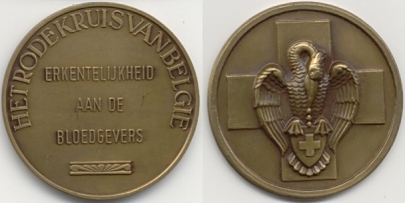 HET RODE KRUIS VAN BELGIE
ERKENTELIJKHEID
AAN DE
BLOEDGEVERS